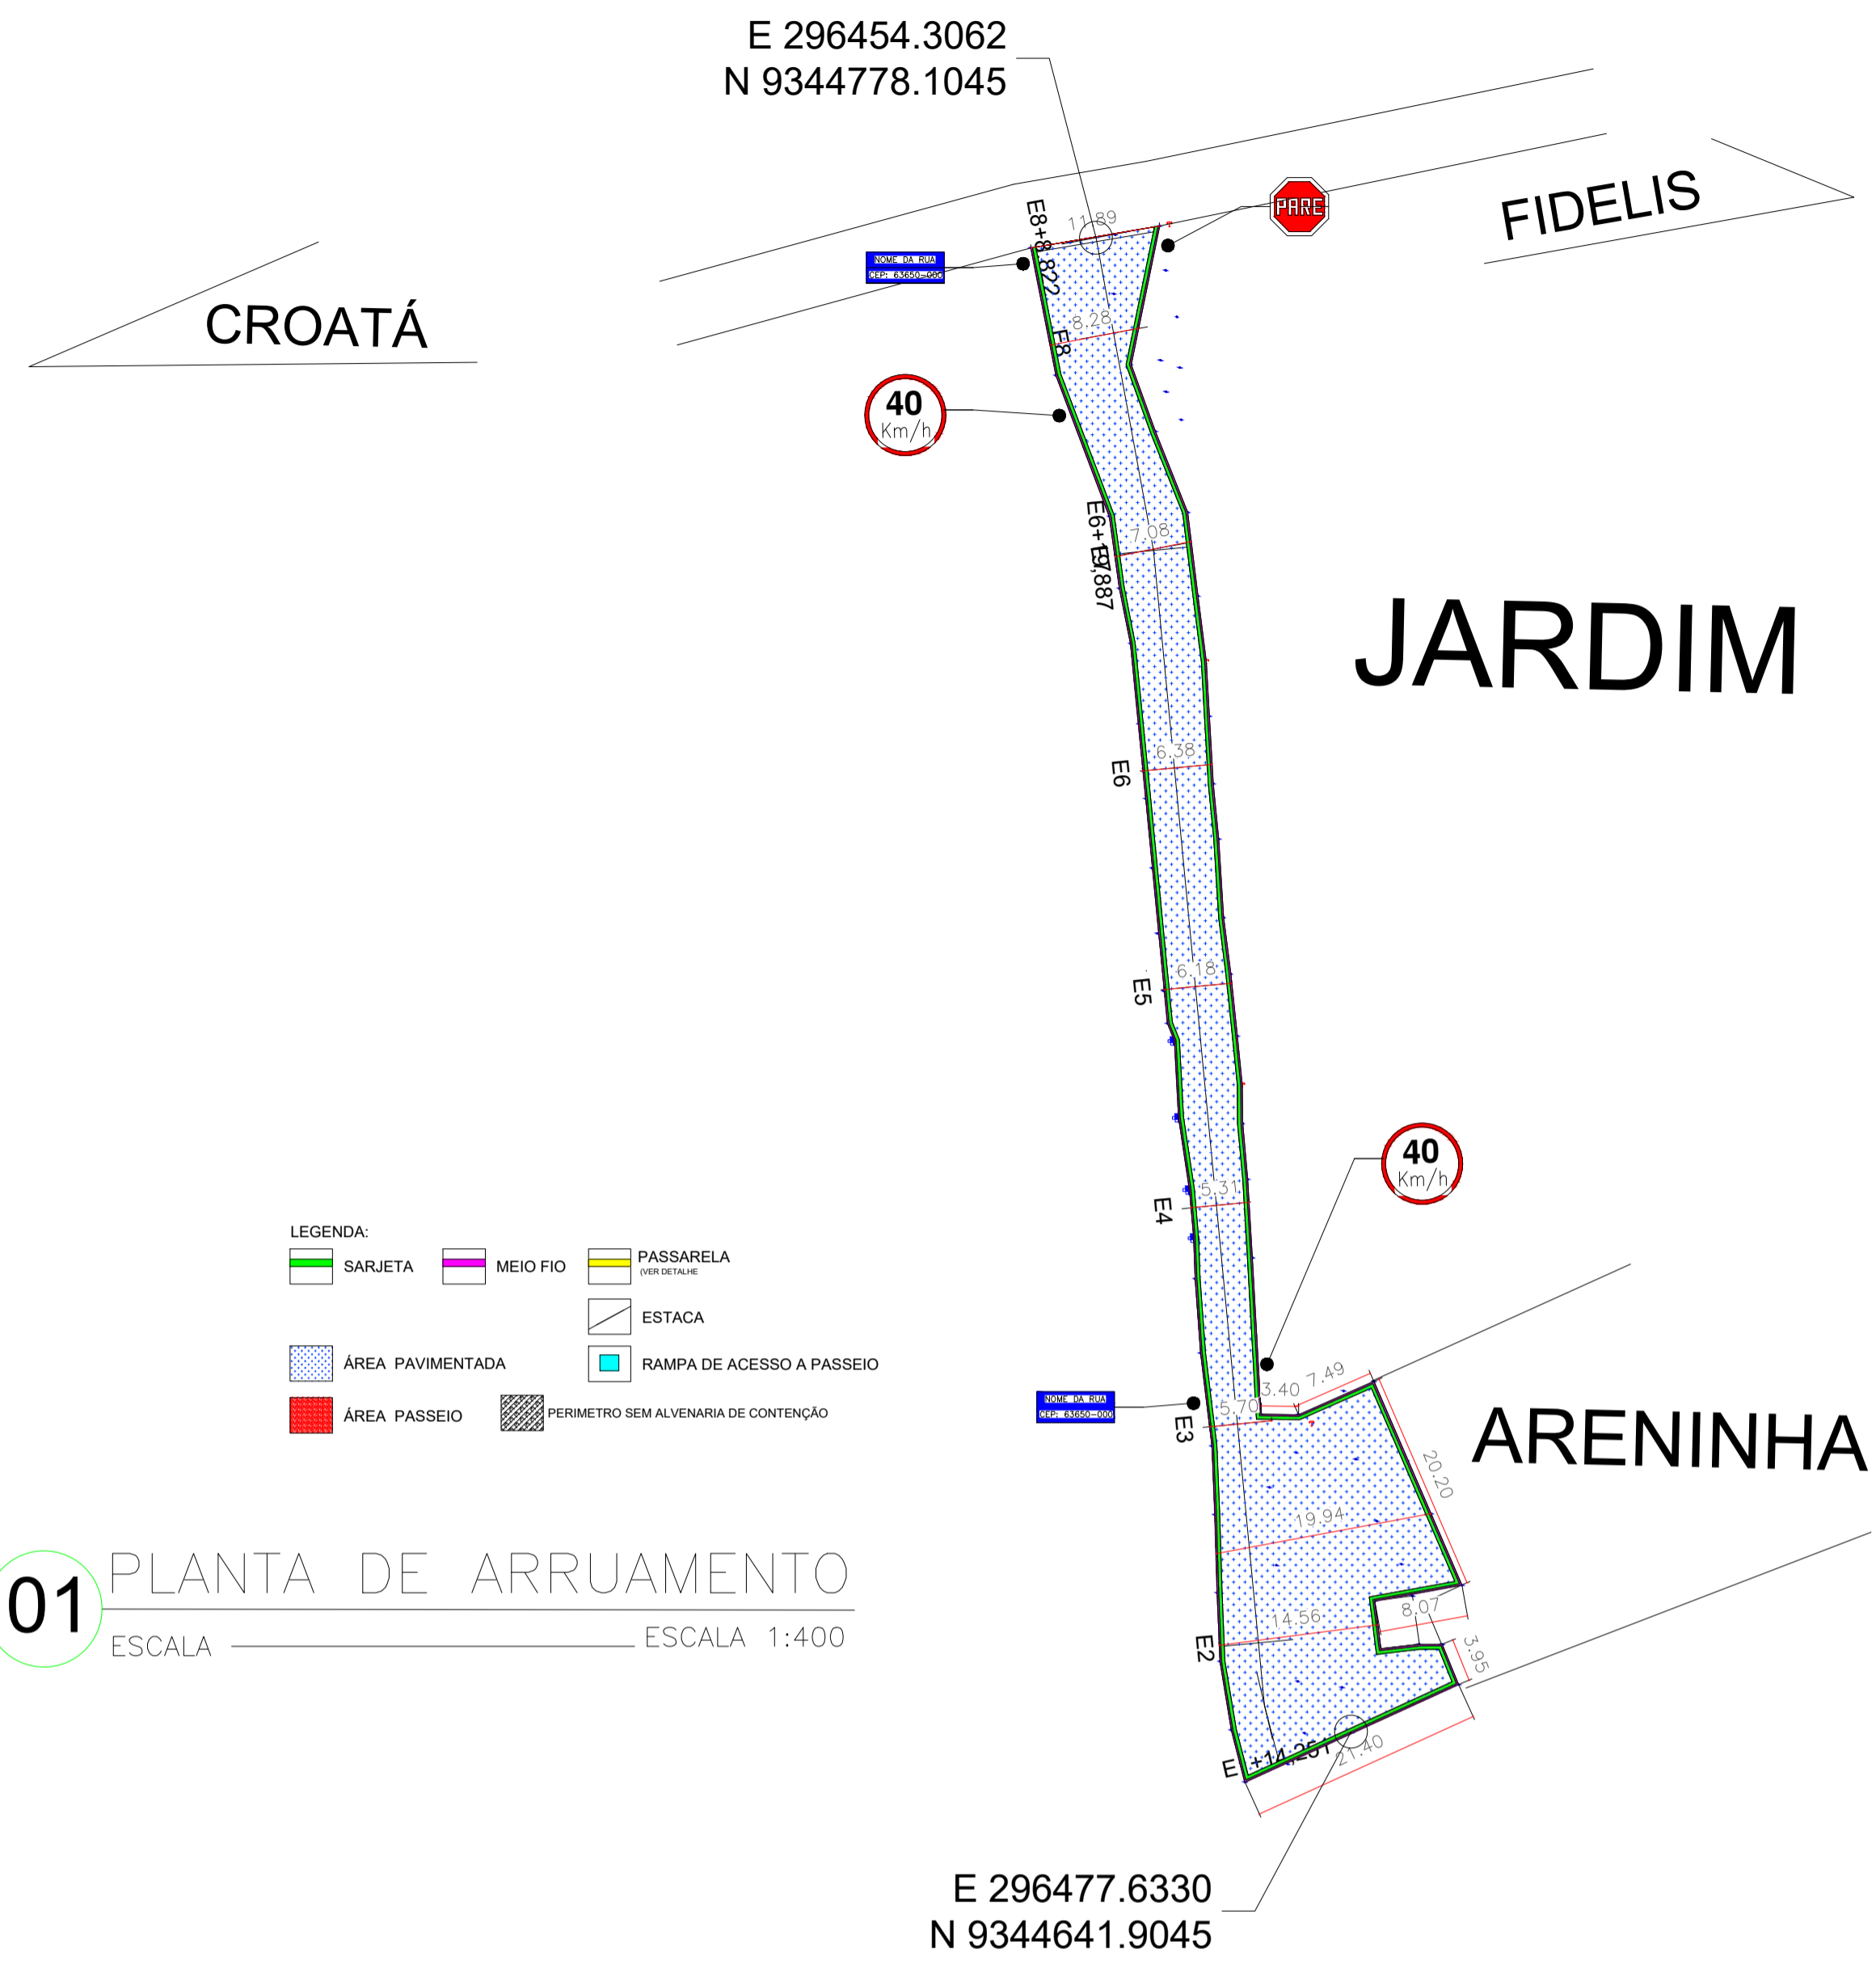 E 296454.3062
N 9344778.1045
FIDELIS
PARE
11.89
E8+8.822
NOME DA RUA
CEP: 63650-000
CROATÁ
8.28
E8
40
Km/h
7.08
E7
JARDIM
6.38
E6
6.18
E5
40
Km/h
5.31
E4
LEGENDA:
SARJETA
MEIO FIO
PASSARELA
(VER DETALHE
ESTACA
ÁREA PAVIMENTADA
RAMPA DE ACESSO A PASSEIO
ÁREA PASSEIO
PERIMETRO SEM ALVENARIA DE CONTENÇÃO
7.49
3.40
NOME DA RUA
CEP: 63650-000
5.70
E3
ARENINHA
20.20
19.94
01
PLANTA DE ARRUAMENTO
ESCALA
ESCALA 1:400
8.07
14.56
E2
3.95
21.40
E 296477.6330
N 9344641.9045